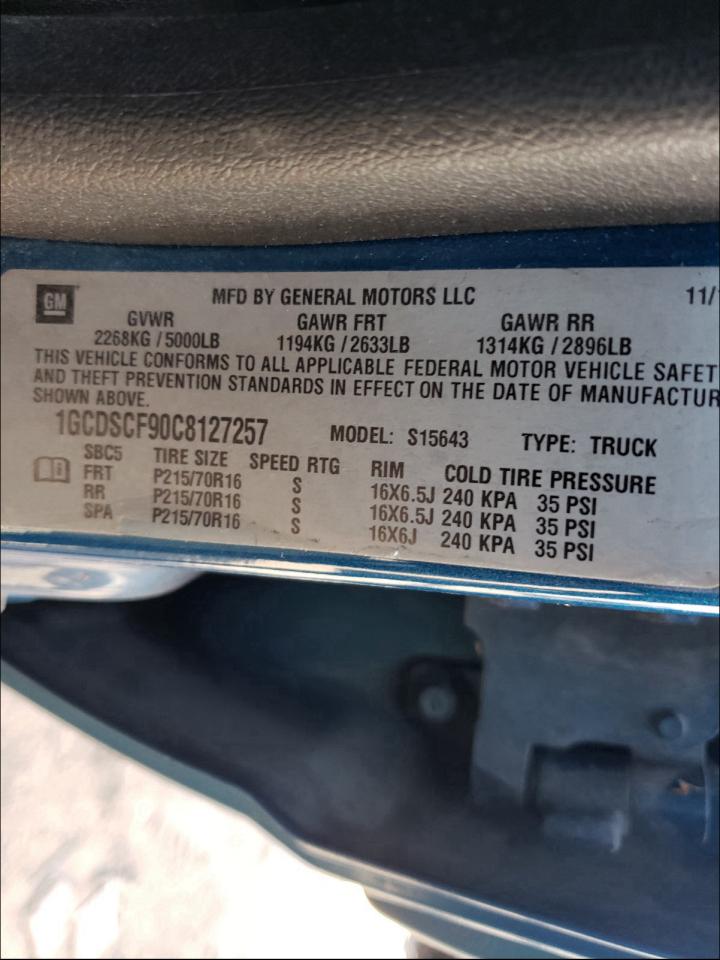 GM
MFD BY GENERAL MOTORS LLC 11/
GVWR GAWR FRT GAWR RR
2268KG / 5000LB 1194KG / 2633LB 1314KG / 2896LB
THIS VEHICLE CONFORMS TO ALL APPLICABLE FEDERAL MOTOR VEHICLE SAFET
AND THEFT PREVENTION STANDARDS IN EFFECT ON THE DATE OF MANUFACTUR
SHOWN ABOVE.
1GCDSCF90C8127257 MODEL: S15643 TYPE: TRUCK
SBC5 TIRE SIZE SPEED RTG RIM COLD TIRE PRESSURE
FRT P215/70R16 S 16X6.5J 240 KPA 35 PSI
RR P215/70R16 S 16X6.5J 240 KPA 35 PSI
SPA P215/70R16 S 16X6J 240 KPA 35 PSI